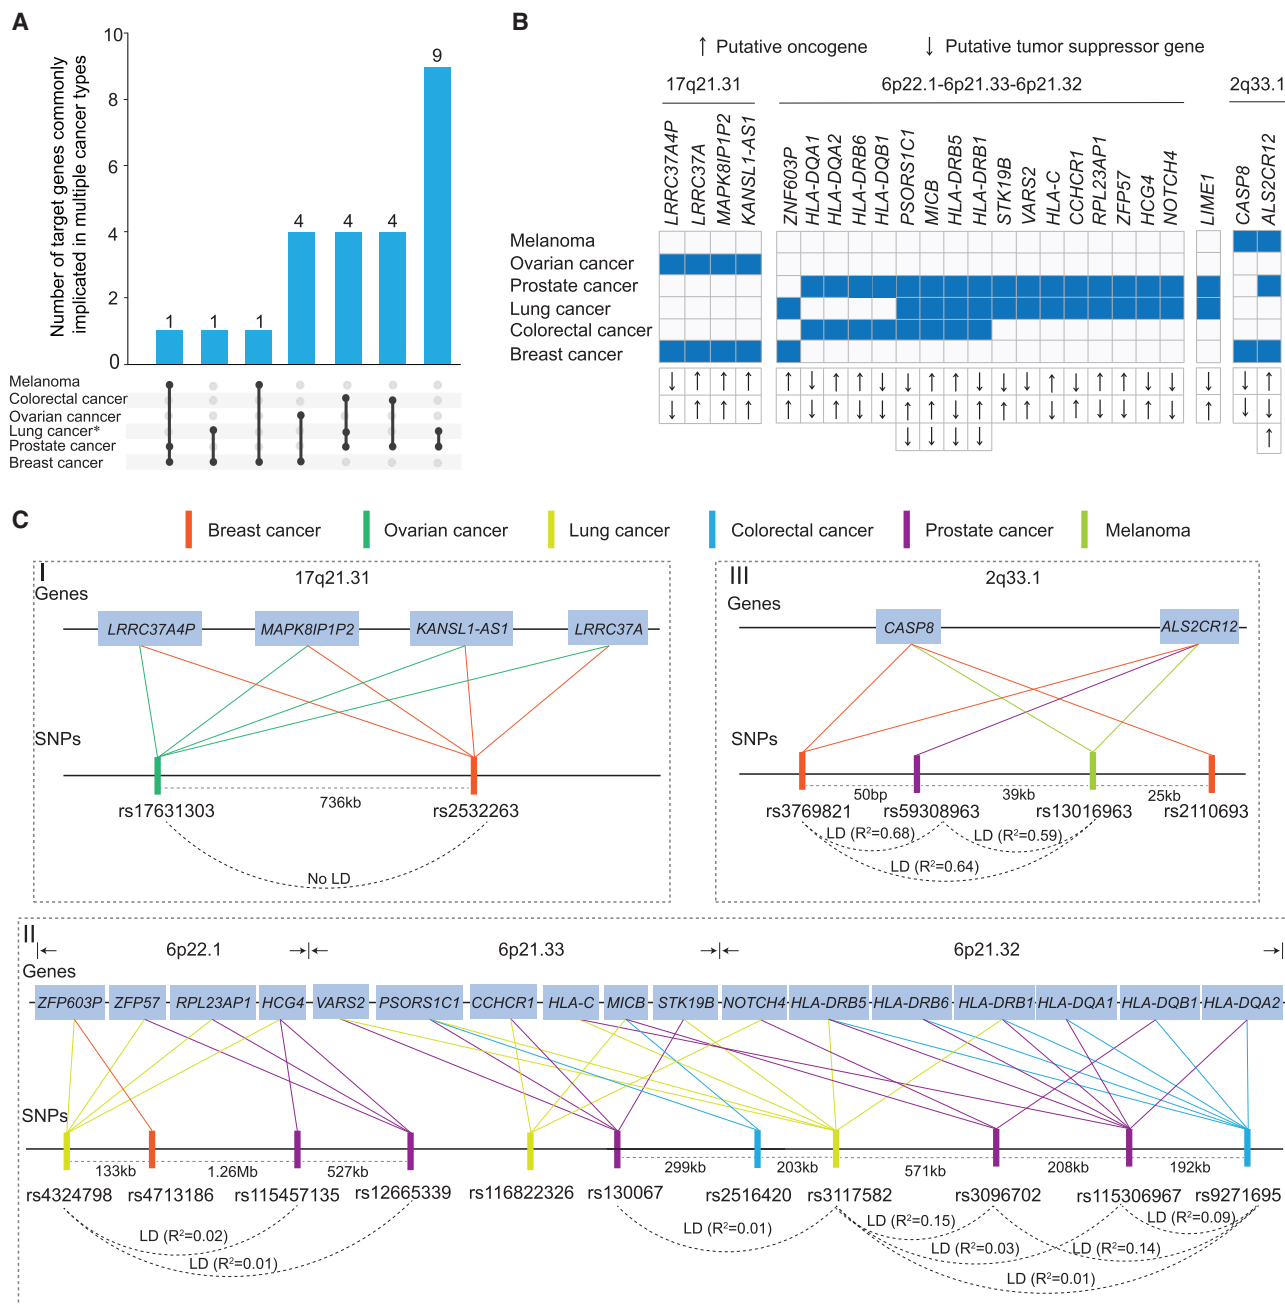 A
Number of target genes commonly
implicated in multiple cancer types
10
8
6
4
2
0
1
1
1
4
4
4
9
Melanoma
Colorectal cancer
Ovarian canncer
Lung cancer*
Prostate cancer
Breast cancer
B
↑ Putative oncogene ↓ Putative tumor suppressor gene
17q21.31 6p22.1-6p21.33-6p21.32 2q33.1
LRRC37A4P
LRRC37A
MAPK8IP1P2
KANSL1-AS1
ZNF603P
HLA-DQA1
HLA-DQA2
HLA-DRB6
HLA-DQB1
PSORS1C1
MICB
HLA-DRB5
HLA-DRB1
STK19B
VARS2
HLA-C
CCHCR1
RPL23AP1
ZFP57
HCG4
NOTCH4
LIME1
CASP8
ALS2CR12
Melanoma
Ovarian cancer
Prostate cancer
Lung cancer
Colorectal cancer
Breast cancer
↓ ↑ ↑ ↑ ↑ ↓ ↑ ↑ ↓ ↓ ↑ ↑ ↓ ↓ ↓ ↑ ↓ ↑ ↑ ↓ ↓ ↓ ↓ ↑
↓ ↑ ↑ ↑ ↑ ↓ ↑ ↑ ↓ ↑ ↑ ↑ ↓ ↑ ↑ ↓ ↑ ↓ ↓ ↑ ↓ ↑ ↓ ↓
↓ ↓ ↓ ↓ ↑
C
Breast cancer Ovarian cancer Lung cancer Colorectal cancer Prostate cancer Melanoma
I
17q21.31
Genes
LRRC37A4P MAPK8IP1P2 KANSL1-AS1 LRRC37A
SNPs
736kb
rs17631303 rs2532263
No LD
III
2q33.1
Genes
CASP8 ALS2CR12
SNPs
50bp 39kb 25kb
rs3769821 rs59308963 rs13016963 rs2110693
LD (R²=0.68) LD (R²=0.59)
LD (R²=0.64)
II
6p22.1 6p21.33 6p21.32
Genes
ZFP603P ZFP57 RPL23AP1 HCG4 VARS2 PSORS1C1 CCHCR1 HLA-C MICB STK19B NOTCH4 HLA-DRB5 HLA-DRB6 HLA-DRB1 HLA-DQA1 HLA-DQB1 HLA-DQA2
SNPs
133kb 1.26Mb 527kb 299kb 203kb 571kb 208kb 192kb
rs4324798 rs4713186 rs115457135 rs12665339 rs116822326 rs130067 rs2516420 rs3117582 rs3096702 rs115306967 rs9271695
LD (R²=0.02) LD (R²=0.01) LD (R²=0.15) LD (R²=0.09)
LD (R²=0.01) LD (R²=0.03) LD (R²=0.14)
LD (R²=0.01)